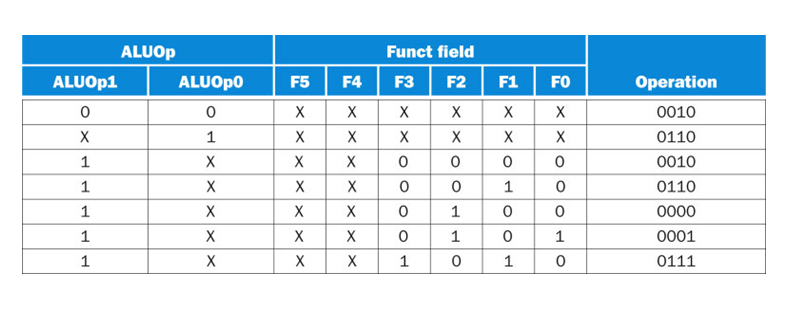 ALUOp Funct field
ALUOp1 ALUOp0 F5 F4 F3 F2 F1 F0 Operation
0 0 X X X X X X 0010
X 1 X X X X X X 0110
1 X X X 0 0 0 0 0010
1 X X X 0 0 1 0 0110
1 X X X 0 1 0 0 0000
1 X X X 0 1 0 1 0001
1 X X X 1 0 1 0 0111